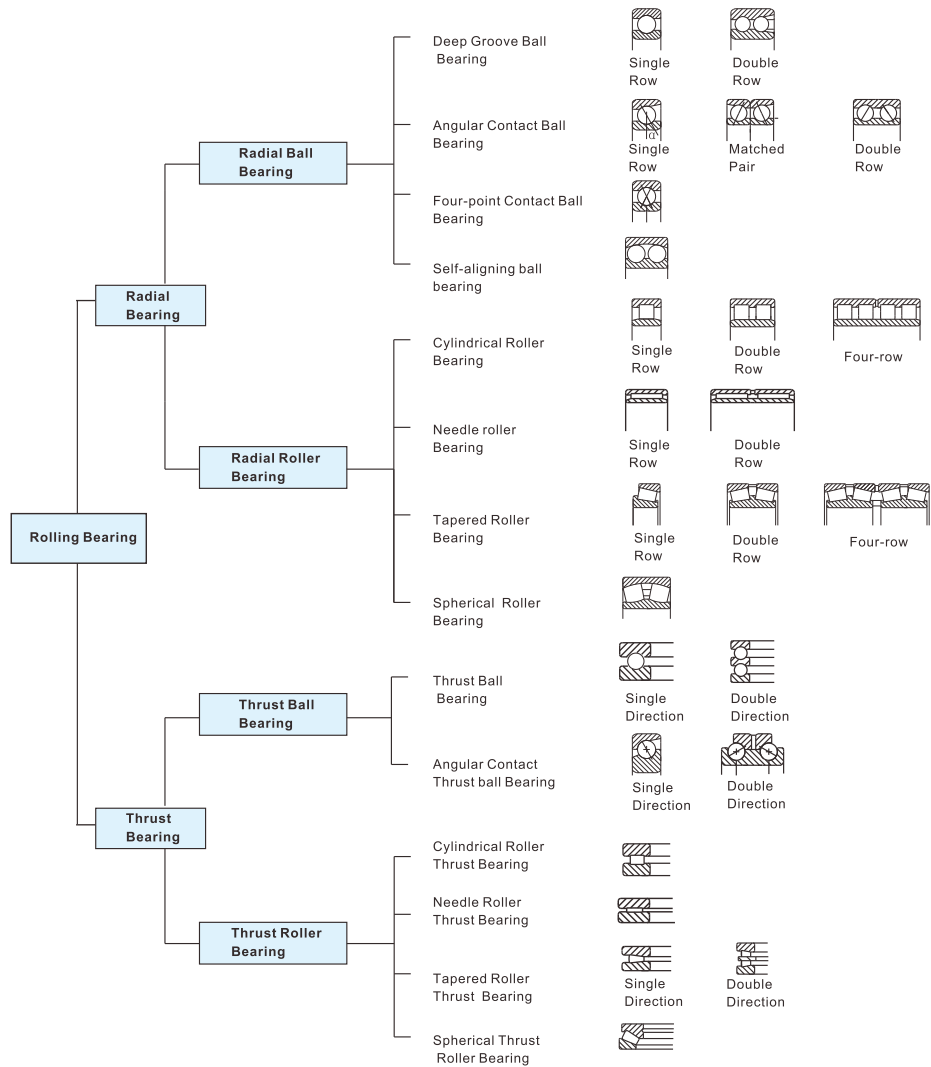 Deep Groove Ball
Bearing
Single
Row
Double
Row
Angular Contact Ball
Bearing
α
Single
Row
Matched
Pair
Double
Row
Radial Ball
Bearing
Four-point Contact Ball
Bearing
Self-aligning ball
bearing
Radial
Bearing
Cylindrical Roller
Bearing
Single
Row
Double
Row
Four-row
Needle roller
Bearing
Single
Row
Double
Row
Radial Roller
Bearing
Tapered Roller
Bearing
Single
Row
Double
Row
Four-row
Rolling Bearing
Spherical Roller
Bearing
Thrust Ball
Bearing
Single
Direction
Double
Direction
Thrust Ball
Bearing
Angular Contact
Thrust ball Bearing
Single
Direction
Double
Direction
Thrust
Bearing
Cylindrical Roller
Thrust Bearing
Needle Roller
Thrust Bearing
Thrust Roller
Bearing
Tapered Roller
Thrust Bearing
Single
Direction
Double
Direction
Spherical Thrust
Roller Bearing